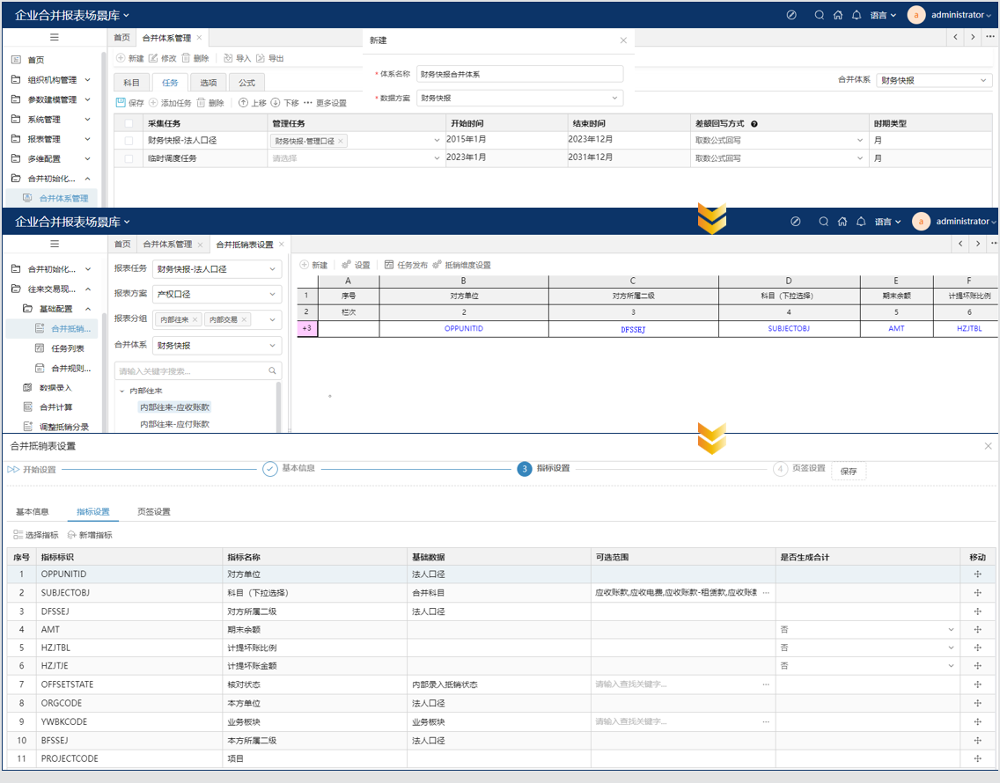 企业合并报表场景库
语言
a
administrator
首页
合并体系管理
新建
首页
组织机构管理
参数建模管理
系统管理
报表管理
多维配置
合并初始化...
合并体系管理
新建 修改 删除 导入 导出
* 体系名称 财务快报合并体系
* 数据方案 财务快报
科目 任务 选项 公式
合并体系 财务快报
保存 添加任务 删除 上移 下移 ··· 更多设置
采集任务 管理任务 开始时间 结束时间 差额回写方式 时期类型
财务快报-法人口径 财务快报-管理口径 2015年1月 2023年12月 取数公式回写 月
临时调度任务 请选择 2023年1月 2031年12月 取数公式回写 月
企业合并报表场景库
语言
a
administrator
首页 合并体系管理 合并抵销表设置
合并初始化...
往来交易现...
基础配置
合并抵销...
任务列表
合并规则...
数据录入
合并计算
调整抵销分录
报表任务 财务快报-法人口径
报表方案 产权口径
报表分组 内部往来 内部交易
合并体系 财务快报
请输入关键字搜索...
内部往来
内部往来-应收账款
内部往来-应付账款
新建 设置 任务发布 抵销维度设置
A B C D E F
1 序号 对方单位 对方所属二级 科目（下拉选择） 期末余额 计提坏账比例
2 栏次 2 3 4 5 6
+3 OPPUNITID DFSSEJ SUBJECTOBJ AMT HZJTBL
合并抵销表设置
开始设置 基本信息 3 指标设置 4 页签设置 保存
基本信息 指标设置 页签设置
选择指标 新增指标
序号 指标标识 指标名称 基础数据 可选范围 是否生成合计 移动
1 OPPUNITID 对方单位 法人口径
2 SUBJECTOBJ 科目（下拉选择） 合并科目 应收账款,应收电费,应收账款-租赁款,应收账 ···
3 DFSSEJ 对方所属二级 法人口径
4 AMT 期末余额 否
5 HZJTBL 计提坏账比例 否
6 HZJTJE 计提坏账金额 否
7 OFFSETSTATE 核对状态 内部录入抵销状态 请输入查找关键字... ···
8 ORGCODE 本方单位 法人口径
9 YWBKCODE 业务板块 业务板块 请输入查找关键字... ···
10 BFSSEJ 本方所属二级 法人口径
11 PROJECTCODE 项目